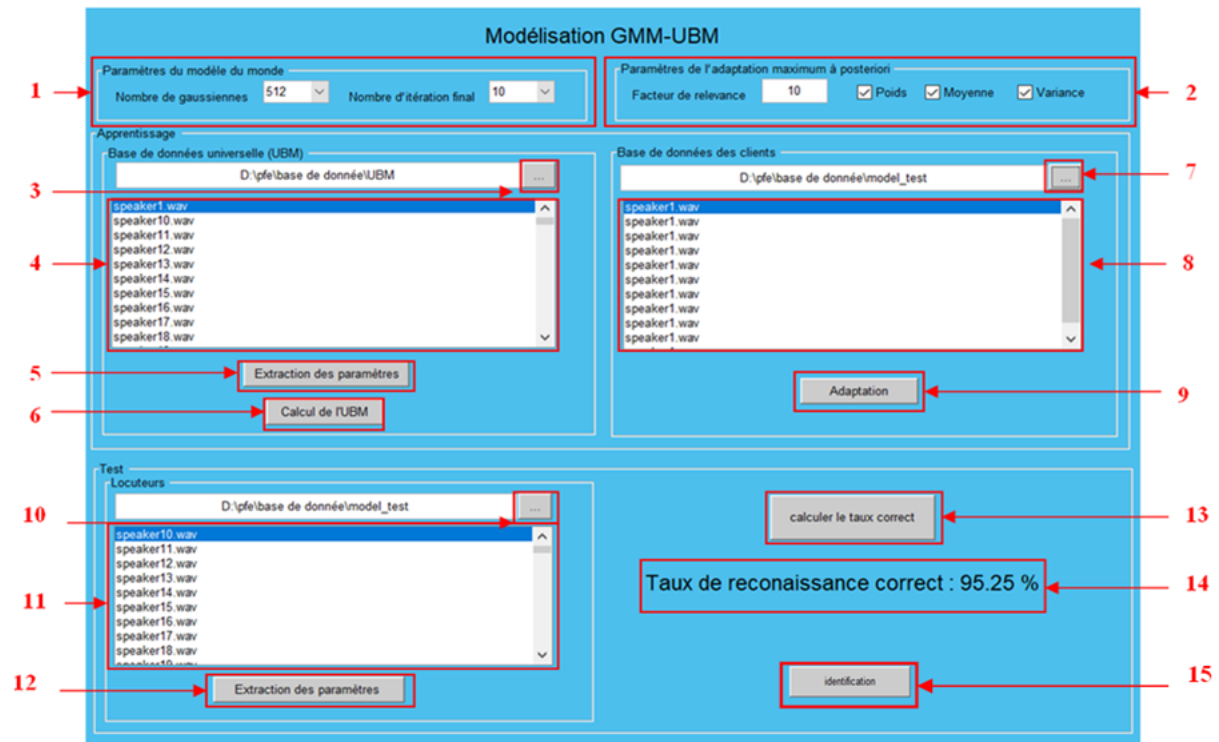 Modélisation GMM-UBM
1
Paramètres du modèle du monde
Nombre de gaussiennes 512 Nombre d'itération final 10
Paramètres de l'adaptation maximum à posteriori
Facteur de relevance 10 Poids Moyenne Variance
2
Apprentissage
Base de données universelle (UBM)
D:\pfe\base de donnée\UBM ...
3
speaker1.wav
speaker10.wav
speaker11.wav
speaker12.wav
speaker13.wav
speaker14.wav
speaker15.wav
speaker16.wav
speaker17.wav
speaker18.wav
4
Extraction des paramètres
5
Calcul de l'UBM
6
Base de données des clients
D:\pfe\base de donnée\model_test ...
7
speaker1.wav
speaker1.wav
speaker1.wav
speaker1.wav
speaker1.wav
speaker1.wav
speaker1.wav
speaker1.wav
speaker1.wav
speaker1.wav
8
Adaptation
9
Test
Locuteurs
D:\pfe\base de donnée\model_test ...
10
speaker10.wav
speaker11.wav
speaker12.wav
speaker13.wav
speaker14.wav
speaker15.wav
speaker16.wav
speaker17.wav
speaker18.wav
11
Extraction des paramètres
12
calculer le taux correct
13
Taux de reconaissance correct : 95.25 %
14
identification
15